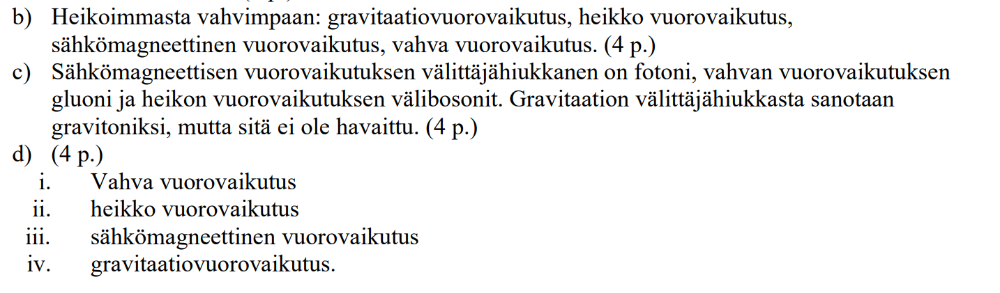 b) Heikoimmasta vahvimpaan: gravitaatiovuorovaikutus, heikko vuorovaikutus,
sähkömagneettinen vuorovaikutus, vahva vuorovaikutus. (4 p.)
c) Sähkömagneettisen vuorovaikutuksen välittäjähiukkanen on fotoni, vahvan vuorovaikutuksen
gluoni ja heikon vuorovaikutuksen välibosonit. Gravitaation välittäjähiukkasta sanotaan
gravitoniksi, mutta sitä ei ole havaittu. (4 p.)
d) (4 p.)
i. Vahva vuorovaikutus
ii. heikko vuorovaikutus
iii. sähkömagneettinen vuorovaikutus
iv. gravitaatiovuorovaikutus.